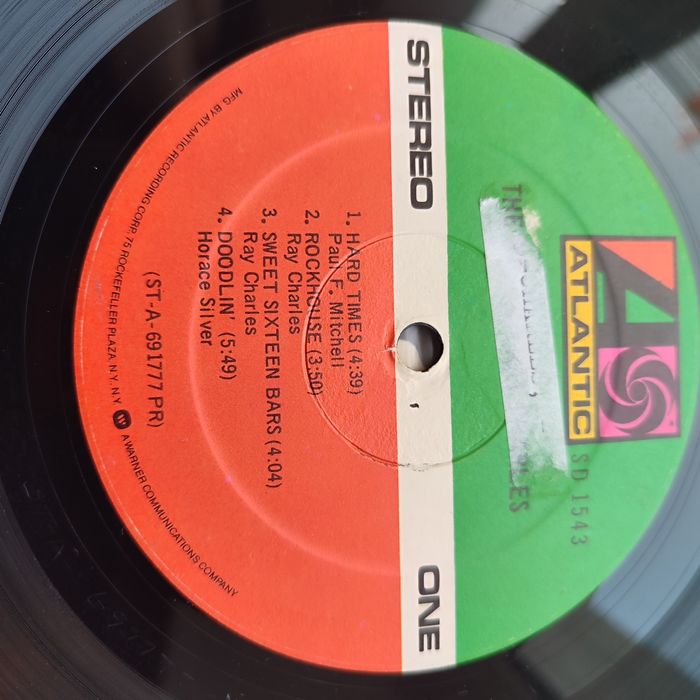 ATLANTIC
SD 1543
STEREO
ONE
1. HARD TIMES (4:39)
Paul F. Mitchell
2. ROCKHOUSE (3:50)
Ray Charles
3. SWEET SIXTEEN BARS (4:04)
Ray Charles
4. DOODLIN' (5:49)
Horace Silver
(ST-A-691777 PR)
MFG BY ATLANTIC RECORDING CORP. 75 ROCKEFELLER PLAZA, N.Y. N.Y. A WARNER COMMUNICATIONS COMPANY